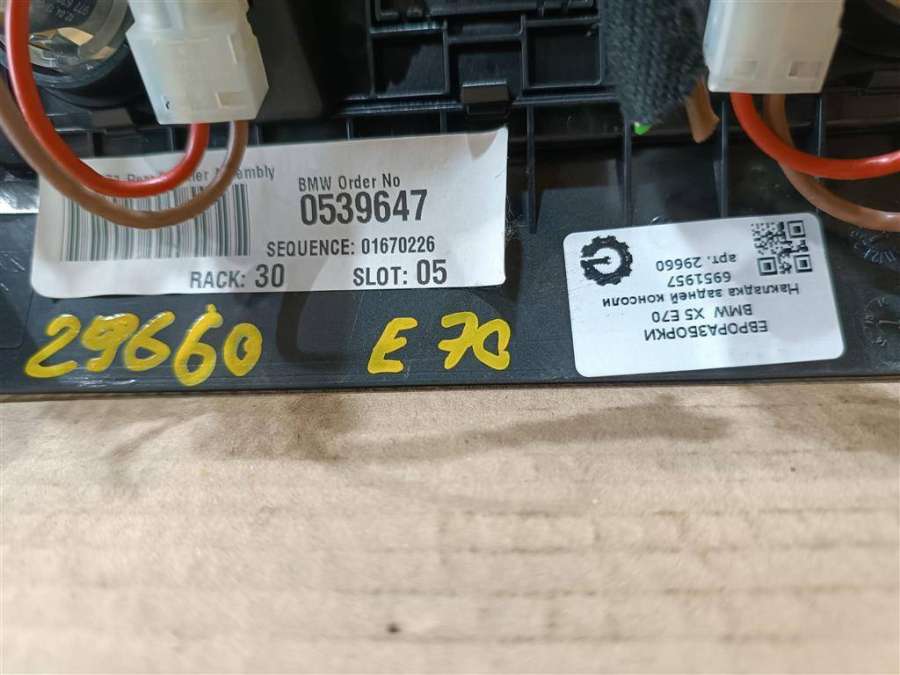 Assembly
BMW Order No
0539647
SEQUENCE: 01670226
RACK: 30 SLOT: 05
29660 E 70
ЕВРОРАЗБОРКИ
BMW X5 E70
Накладка задней консоли
6951957
арт. 29660